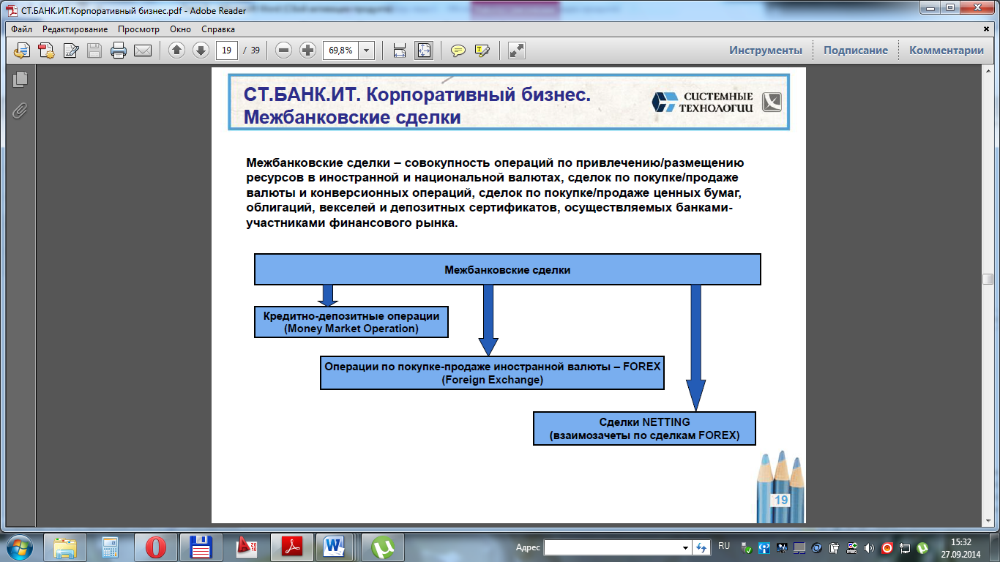 СТ.БАНК.ИТ.Корпоративный бизнес.pdf - Adobe Reader
Файл Редактирование Просмотр Окно Справка
19 / 39 69,8% Инструменты Подписание Комментарии
СТ.БАНК.ИТ. Корпоративный бизнес.
Межбанковские сделки
СИСТЕМНЫЕ
ТЕХНОЛОГИИ
Межбанковские сделки – совокупность операций по привлечению/размещению
ресурсов в иностранной и национальной валютах, сделок по покупке/продаже
валюты и конверсионных операций, сделок по покупке/продаже ценных бумаг,
облигаций, векселей и депозитных сертификатов, осуществляемых банками-
участниками финансового рынка.
Межбанковские сделки
Кредитно-депозитные операции
(Money Market Operation)
Операции по покупке-продаже иностранной валюты – FOREX
(Foreign Exchange)
Сделки NETTING
(взаимозачеты по сделкам FOREX)
19
Адрес RU 15:32
27.09.2014